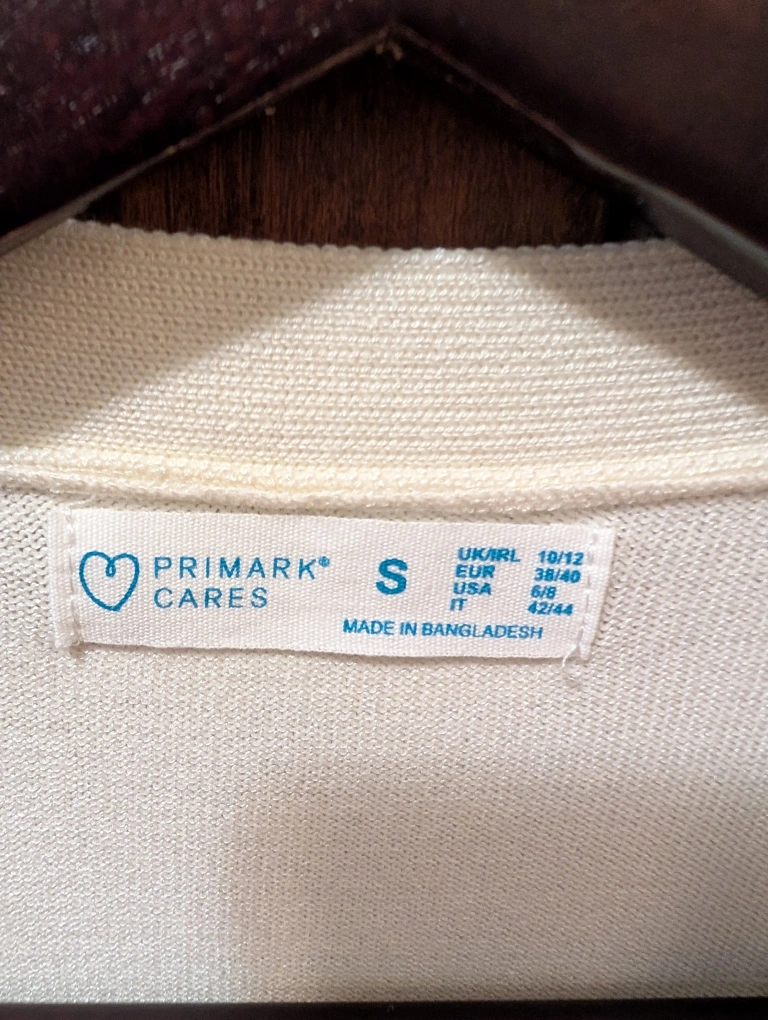 PRIMARK®
CARES
S
UK/IRL 10/12
EUR 38/40
USA 6/8
IT 42/44
MADE IN BANGLADESH